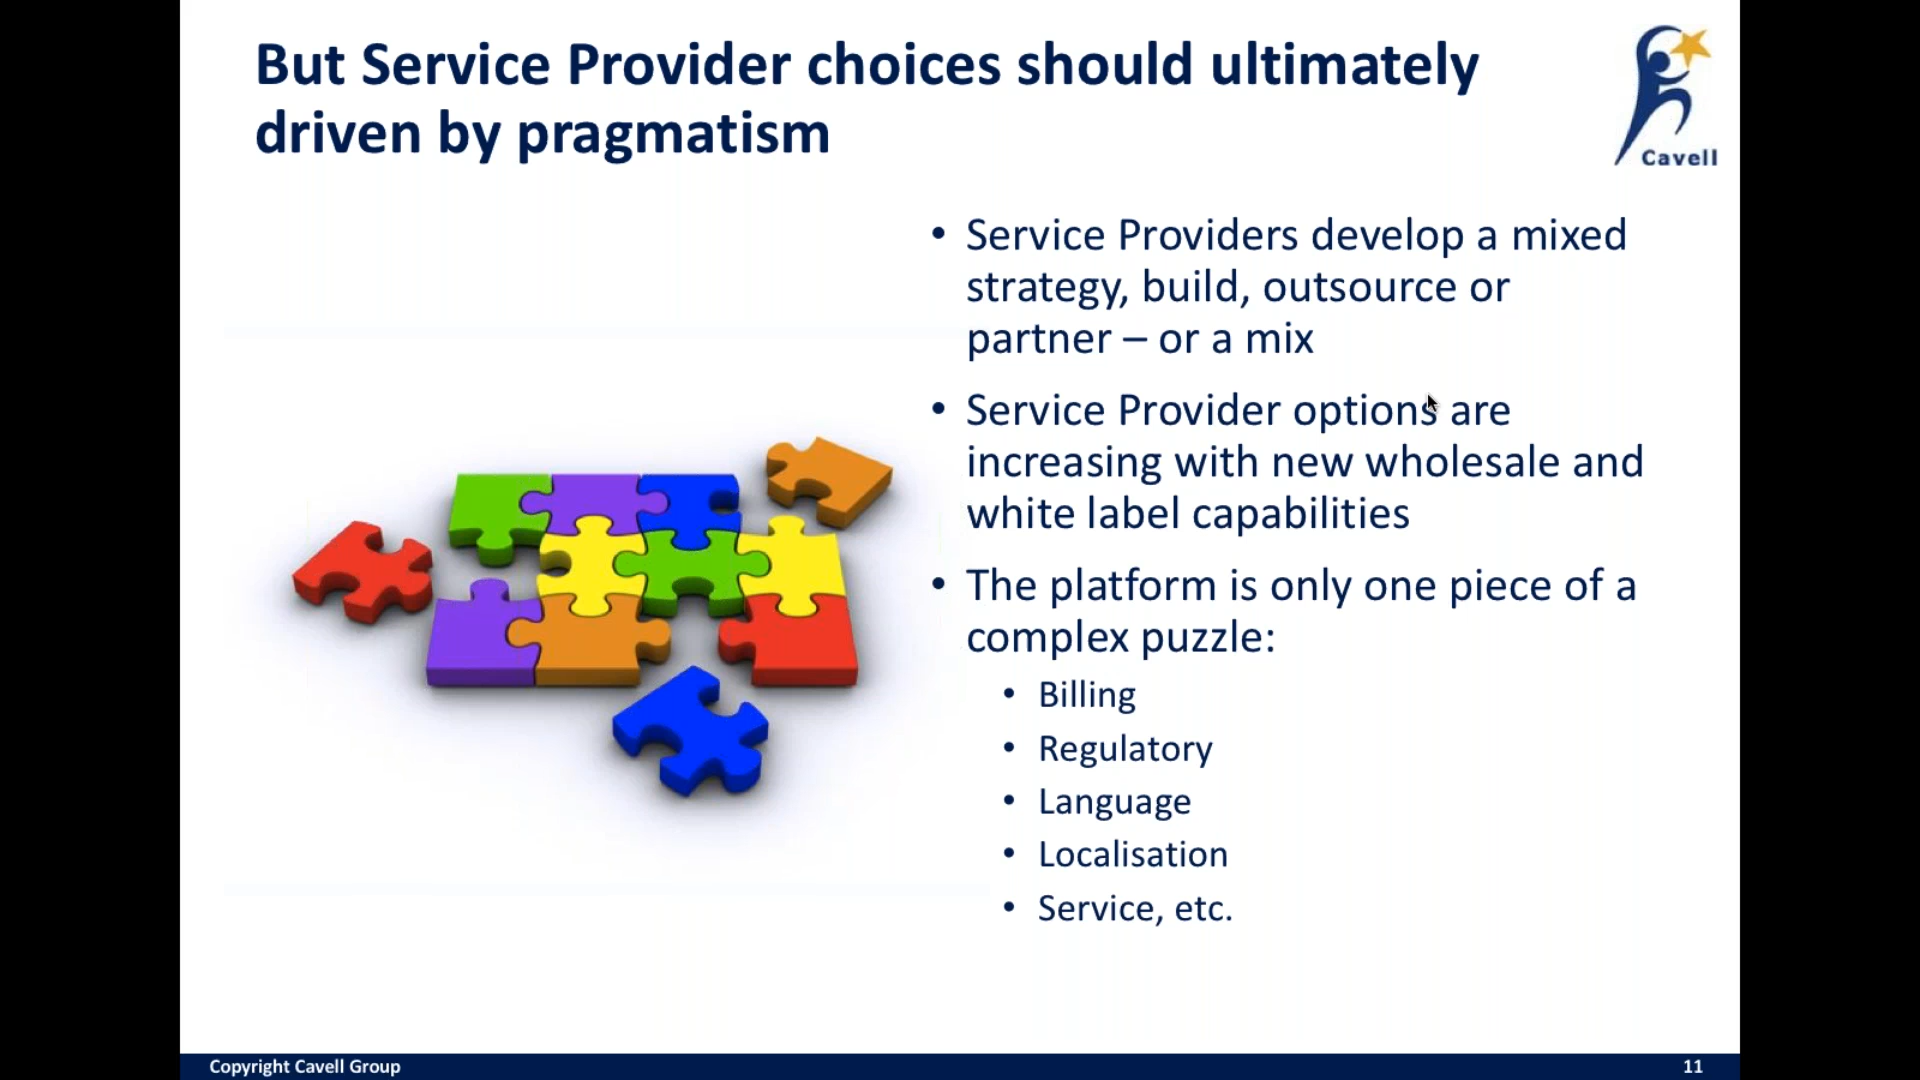 But Service Provider choices should ultimately
driven by pragmatism
Cavell
• Service Providers develop a mixed
strategy, build, outsource or
partner – or a mix
• Service Provider options are
increasing with new wholesale and
white label capabilities
• The platform is only one piece of a
complex puzzle:
• Billing
• Regulatory
• Language
• Localisation
• Service, etc.
Copyright Cavell Group
11